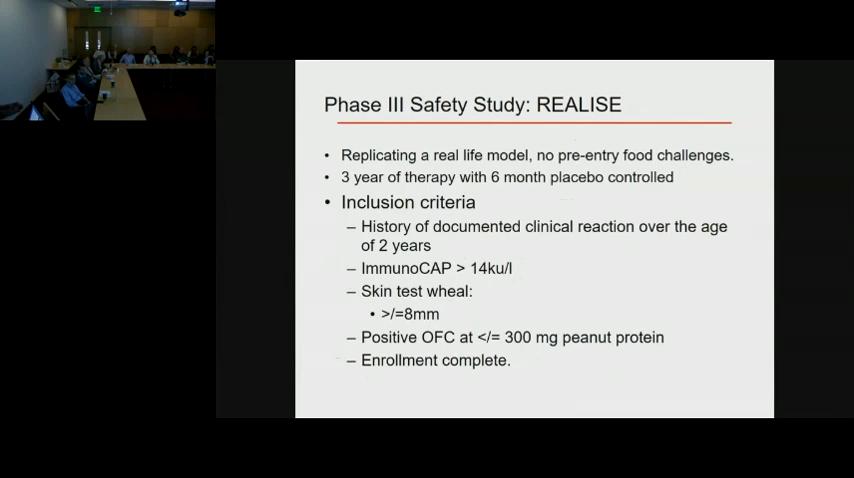 Phase III Safety Study: REALISE
• Replicating a real life model, no pre-entry food challenges.
• 3 year of therapy with 6 month placebo controlled
• Inclusion criteria
– History of documented clinical reaction over the age
of 2 years
– ImmunoCAP > 14ku/l
– Skin test wheal:
• >/=8mm
– Positive OFC at </= 300 mg peanut protein
– Enrollment complete.